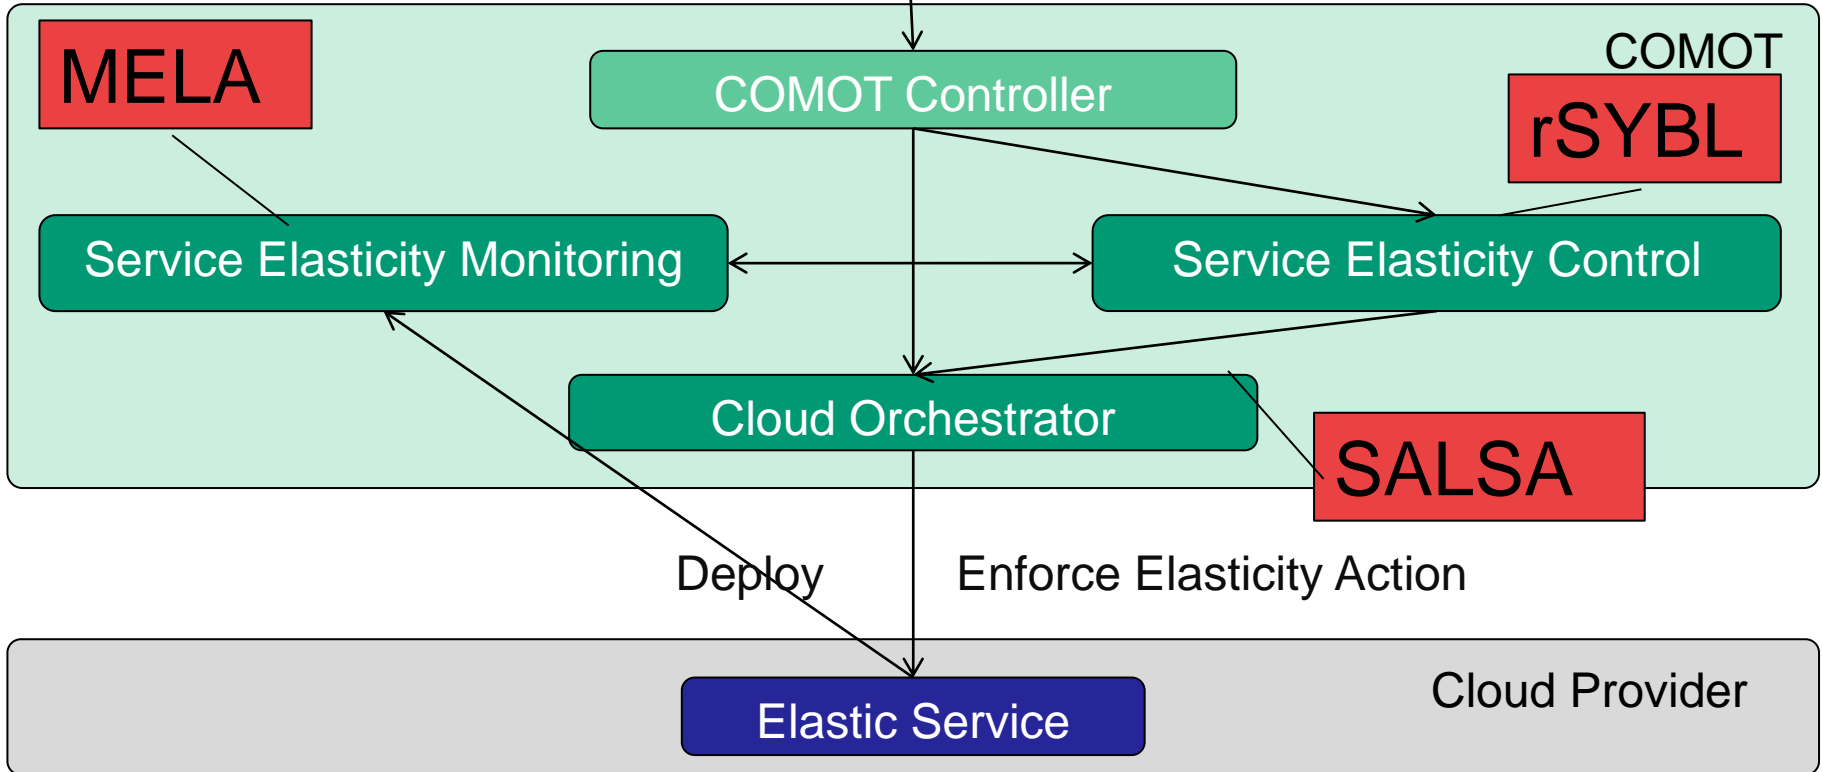 COMOT
MELA
COMOT Controller
rSYBL
Service Elasticity Monitoring
Service Elasticity Control
Cloud Orchestrator
SALSA
Deploy
Enforce Elasticity Action
Cloud Provider
Elastic Service